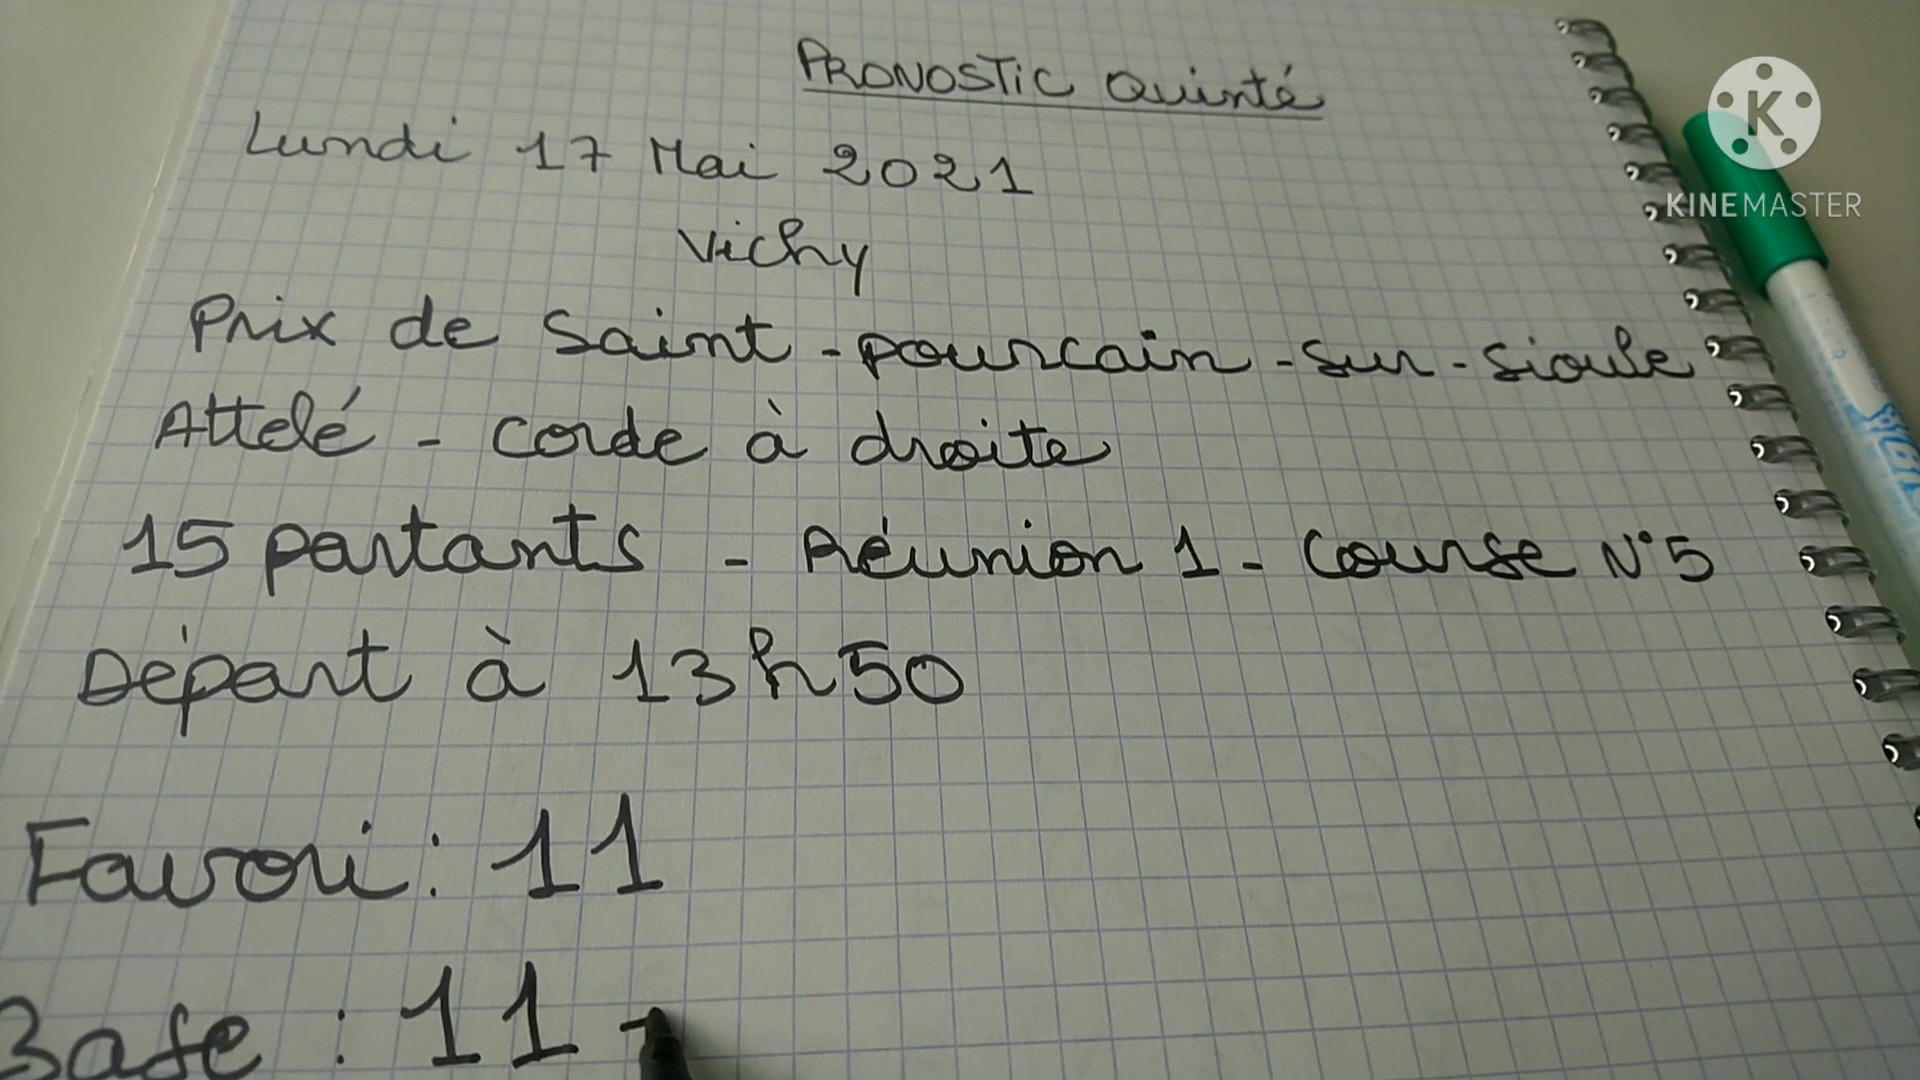 PRONOSTIC Quinté
Lundi 17 Mai 2021
Vichy
Prix de Saint-pourcain-sur-sioule
Attelé - corde à droite
15 partants - Réunion 1 - Course N°5
Départ à 13h50
Favori : 11
Base : 11 -
K
KINEMASTER